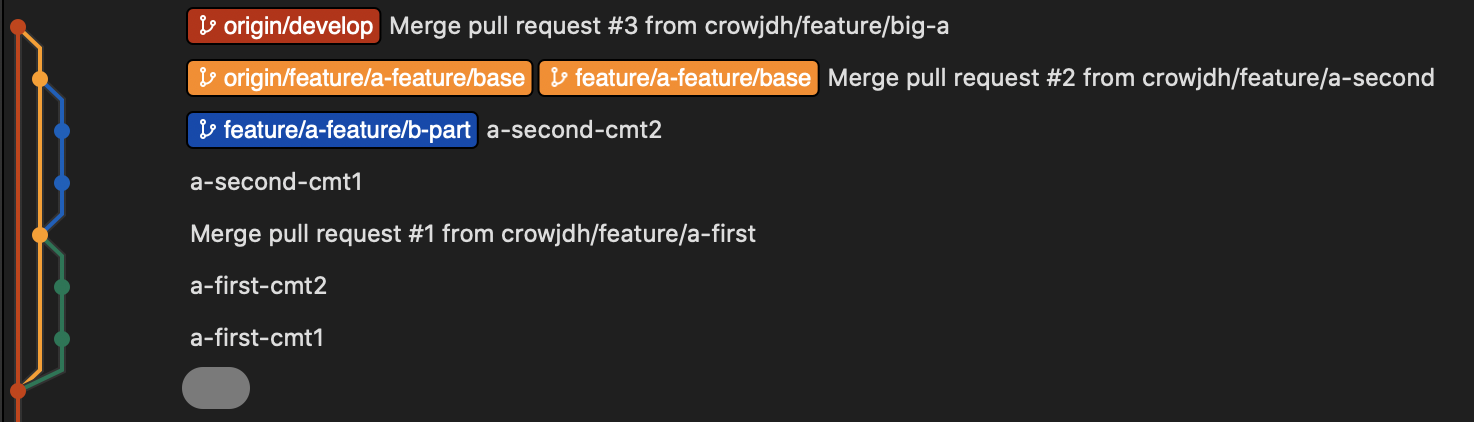 origin/develop Merge pull request #3 from crowjdh/feature/big-a
origin/feature/a-feature/base feature/a-feature/base Merge pull request #2 from crowjdh/feature/a-second
feature/a-feature/b-part a-second-cmt2
a-second-cmt1
Merge pull request #1 from crowjdh/feature/a-first
a-first-cmt2
a-first-cmt1